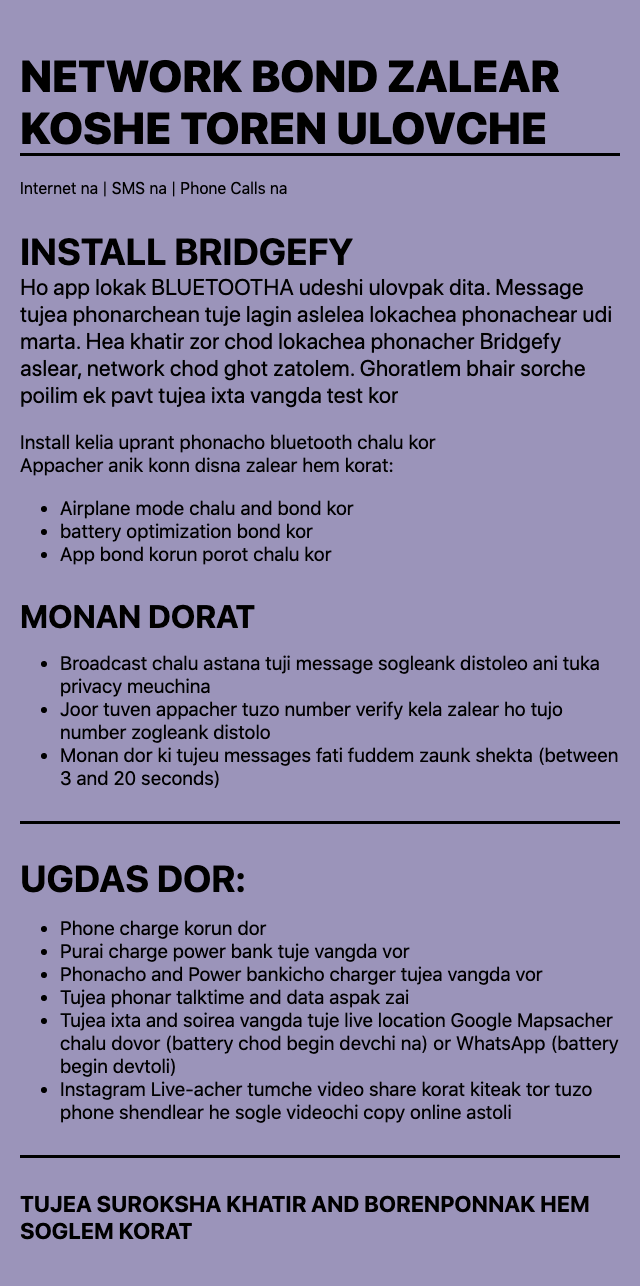 NETWORK BOND ZALEAR
KOSHE TOREN ULOVCHE
Internet na | SMS na | Phone Calls na
INSTALL BRIDGEFY
Ho app lokak BLUETOOTHA udeshi ulovpak dita. Message
tujea phonarchean tuje lagin aslelea lokachea phonachear udi
marta. Hea khatir zor chod lokachea phonacher Bridgefy
aslear, network chod ghot zatolem. Ghoratlem bhair sorche
poilim ek pavt tujea ixta vangda test kor
Install kelia uprant phonacho bluetooth chalu kor
Appacher anik konn disna zalear hem korat:
• Airplane mode chalu and bond kor
• battery optimization bond kor
• App bond korun porot chalu kor
MONAN DORAT
• Broadcast chalu astana tuji message sogleank distoleo ani tuka
privacy meuchina
• Joor tuven appacher tuzo number verify kela zalear ho tujo
number zogleank distolo
• Monan dor ki tujeu messages fati fuddem zaunk shekta (between
3 and 20 seconds)
UGDAS DOR:
• Phone charge korun dor
• Purai charge power bank tuje vangda vor
• Phonacho and Power bankicho charger tujea vangda vor
• Tujea phonar talktime and data aspak zai
• Tujea ixta and soirea vangda tuje live location Google Mapsacher
chalu dovor (battery chod begin devchi na) or WhatsApp (battery
begin devtoli)
• Instagram Live-acher tumche video share korat kiteak tor tuzo
phone shendlear he sogle videochi copy online astoli
TUJEA SUROKSHA KHATIR AND BORENPONNAK HEM
SOGLEM KORAT